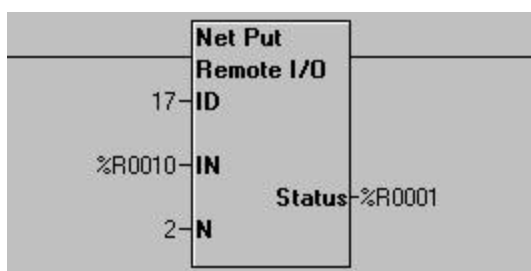 Net Put
Remote I/O
17 ID
%R0010 IN
Status %R0001
2 N